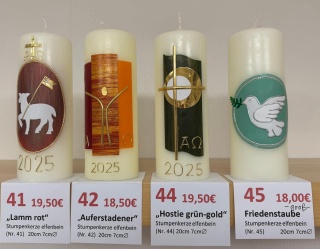 A Ω
Α Ω
2025
2025
41 19,50€
„Lamm rot“
Stumpenkerze elfenbein
(Nr. 41) 20cm 7cm∅
42 18,50€
„Auferstandener“
Stumpenkerze elfenbein
(Nr. 42) 20cm 7cm∅
44 19,50€
„Hostie grün-gold“
Stumpenkerze elfenbein
(Nr. 44) 20cm 7cm∅
45 18,00€
Friedenstaube
Stumpenkerze elfenbein
(Nr. 45) 20cm 7cm∅